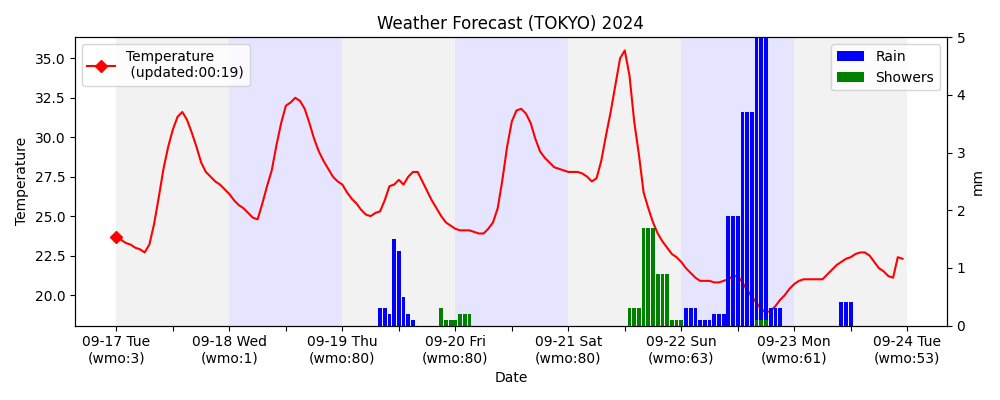 Weather Forecast (TOKYO) 2024
Temperature
(updated:00:19)
Rain
Showers
35.0
32.5
30.0
27.5
25.0
22.5
20.0
Temperature
5
4
3
2
1
0
mm
09-17 Tue
(wmo:3)
09-18 Wed
(wmo:1)
09-19 Thu
(wmo:80)
09-20 Fri
(wmo:80)
09-21 Sat
(wmo:80)
09-22 Sun
(wmo:63)
09-23 Mon
(wmo:61)
09-24 Tue
(wmo:53)
Date